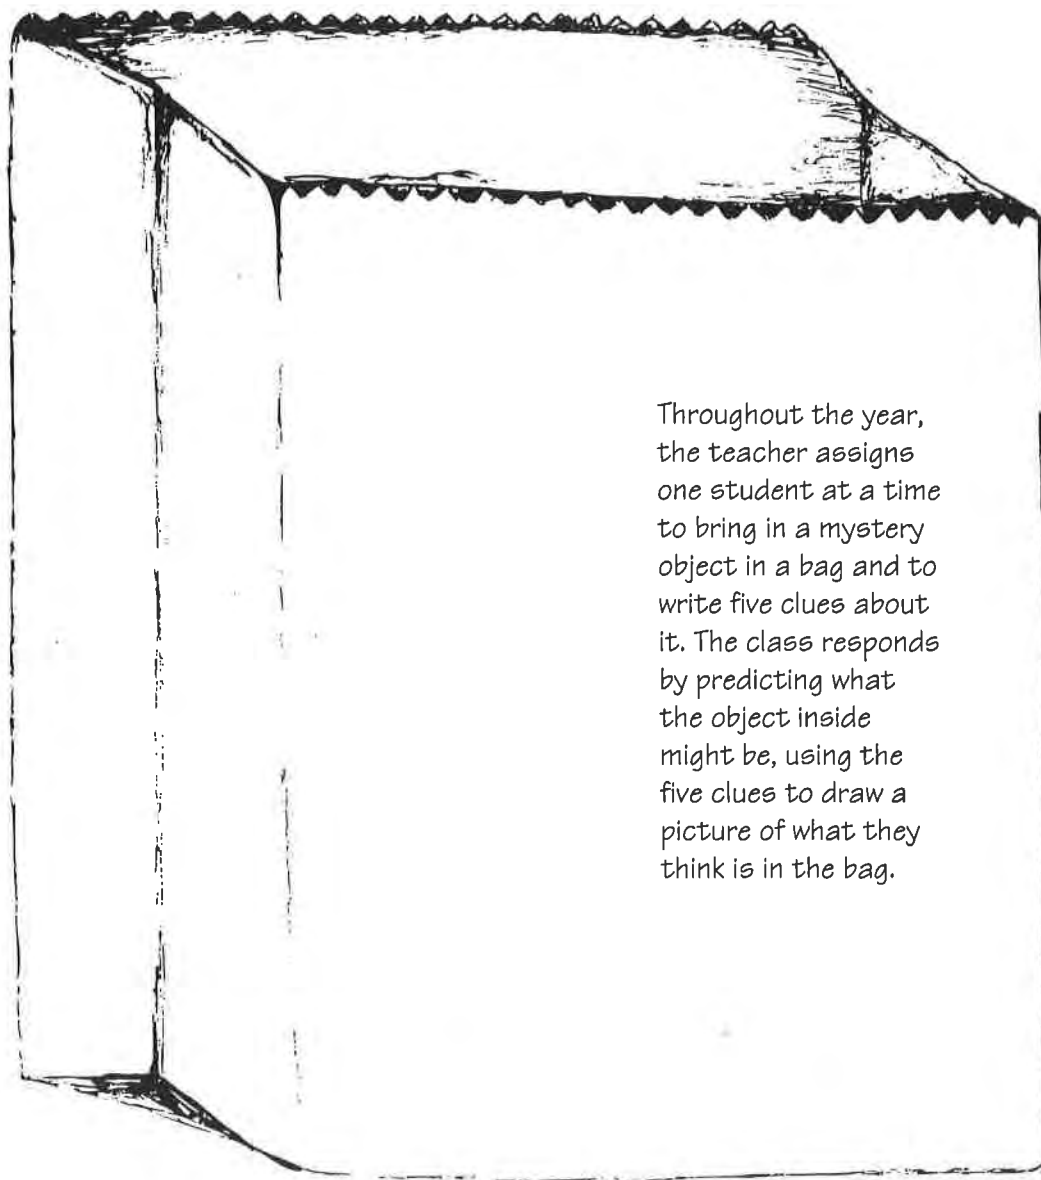 Throughout the year,
the teacher assigns
one student at a time
to bring in a mystery
object in a bag and to
write five clues about
it. The class responds
by predicting what
the object inside
might be, using the
five clues to draw a
picture of what they
think is in the bag.